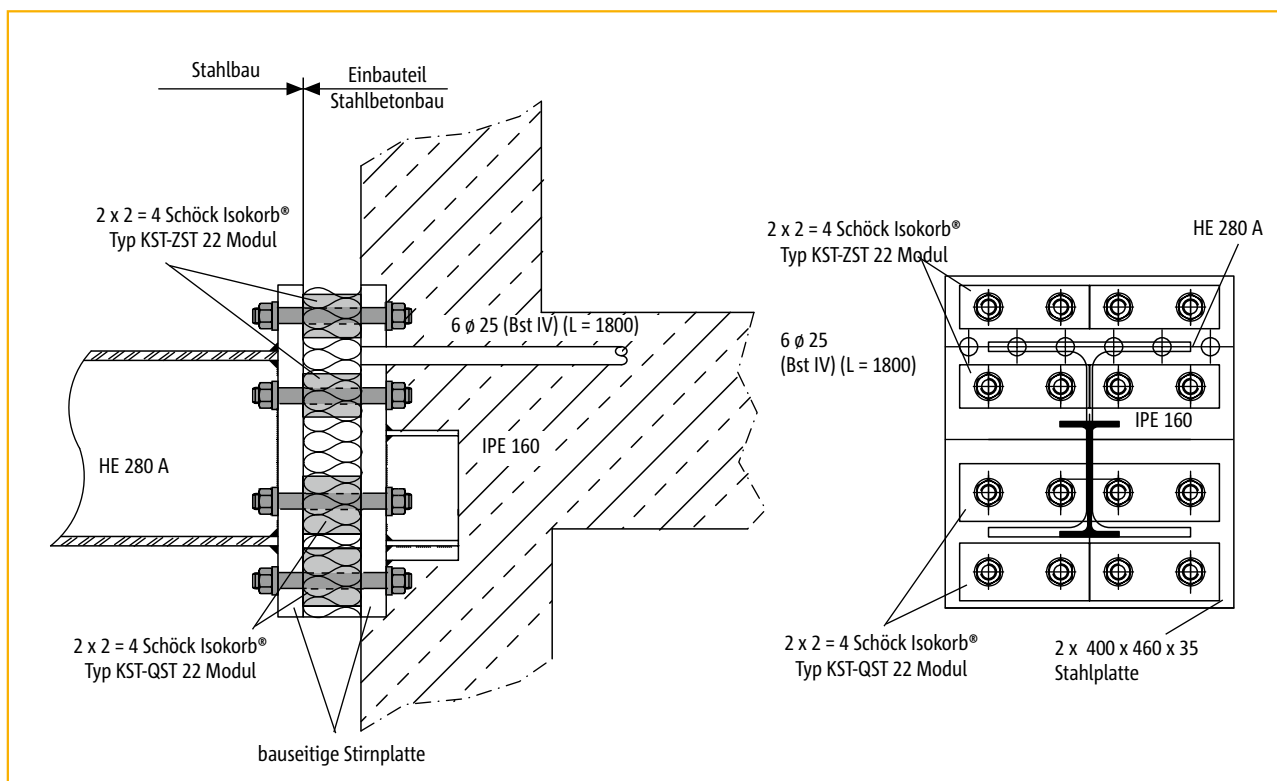 Stahlbau
Einbauteil
Stahlbetonbau
2 x 2 = 4 Schöck Isokorb®
Typ KST-ZST 22 Modul
6 ø 25 (Bst IV) (L = 1800)
HE 280 A
IPE 160
2 x 2 = 4 Schöck Isokorb®
Typ KST-QST 22 Modul
bauseitige Stirnplatte
2 x 2 = 4 Schöck Isokorb®
Typ KST-ZST 22 Modul
HE 280 A
6 ø 25
(Bst IV) (L = 1800)
IPE 160
2 x 2 = 4 Schöck Isokorb®
Typ KST-QST 22 Modul
2 x 400 x 460 x 35
Stahlplatte